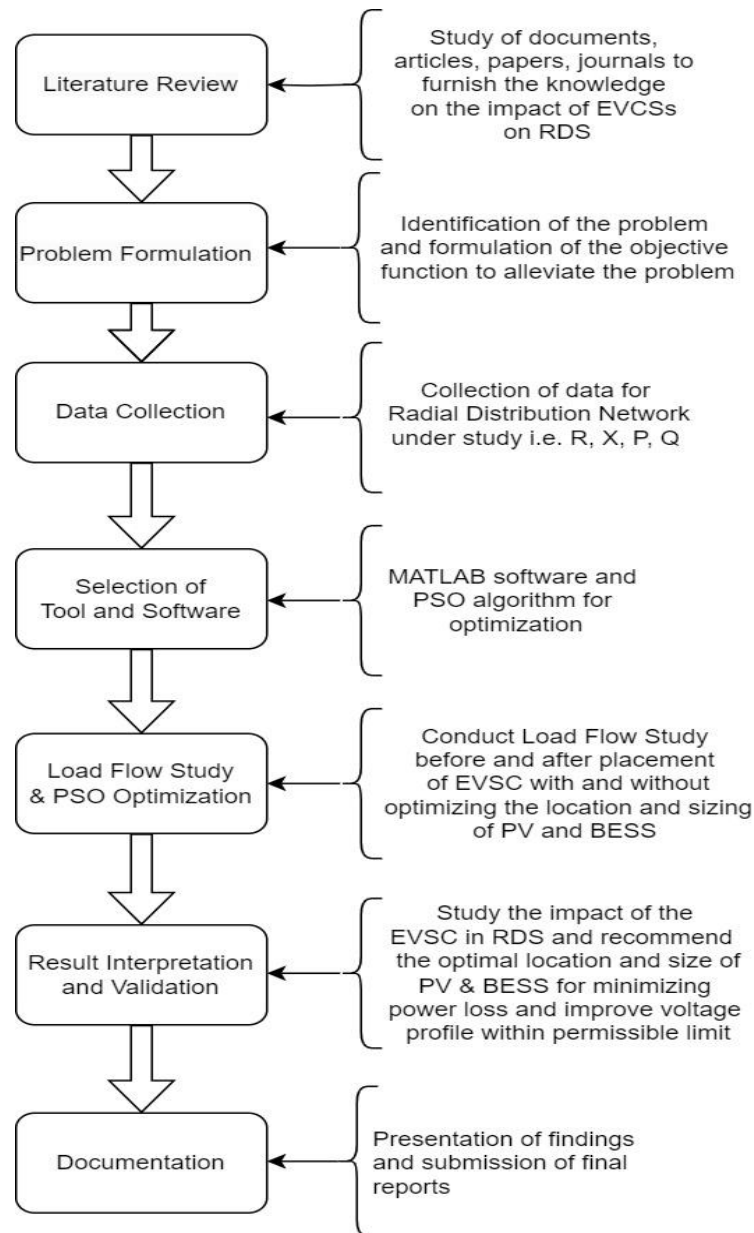 Literature Review
Study of documents,
articles, papers, journals to
furnish the knowledge
on the impact of EVCSs
on RDS
Problem Formulation
Identification of the problem
and formulation of the objective
function to alleviate the problem
Data Collection
Collection of data for
Radial Distribution Network
under study i.e. R, X, P, Q
Selection of
Tool and Software
MATLAB software and
PSO algorithm for
optimization
Load Flow Study
& PSO Optimization
Conduct Load Flow Study
before and after placement
of EVSC with and without
optimizing the location and sizing
of PV and BESS
Result Interpretation
and Validation
Study the impact of the
EVSC in RDS and recommend
the optimal location and size of
PV & BESS for minimizing
power loss and improve voltage
profile within permissible limit
Documentation
Presentation of findings
and submission of final
reports